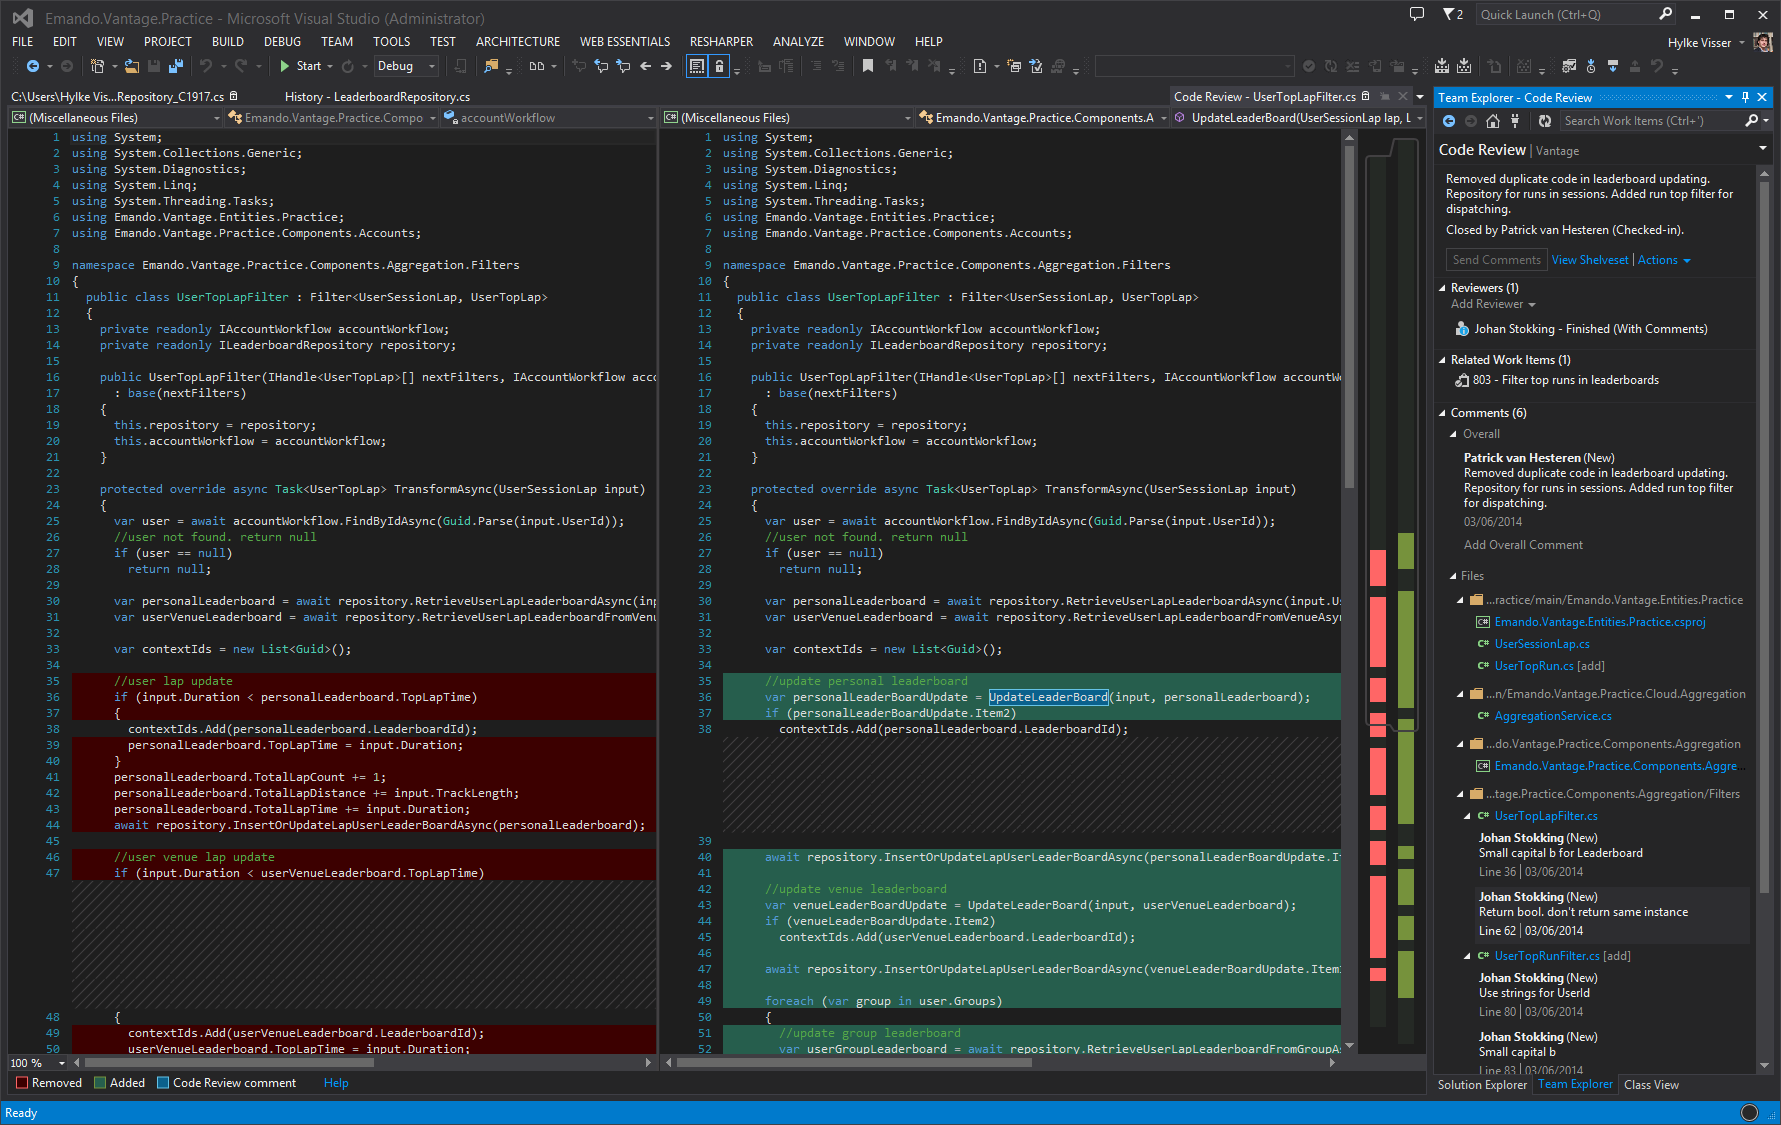 Emando.Vantage.Practice - Microsoft Visual Studio (Administrator)
2
Quick Launch (Ctrl+Q)
FILE EDIT VIEW PROJECT BUILD DEBUG TEAM TOOLS TEST ARCHITECTURE WEB ESSENTIALS RESHARPER ANALYZE WINDOW HELP
Hylke Visser
Start
Debug
C:\Users\Hylke Vis...Repository_C1917.cs
History - LeaderboardRepository.cs
Code Review - UserTopLapFilter.cs
(Miscellaneous Files)
Emando.Vantage.Practice.Compo
accountWorkflow
1 using System;
2 using System.Collections.Generic;
3 using System.Diagnostics;
4 using System.Linq;
5 using System.Threading.Tasks;
6 using Emando.Vantage.Entities.Practice;
7 using Emando.Vantage.Practice.Components.Accounts;
8
9 namespace Emando.Vantage.Practice.Components.Aggregation.Filters
10 {
11 public class UserTopLapFilter : Filter<UserSessionLap, UserTopLap>
12 {
13 private readonly IAccountWorkflow accountWorkflow;
14 private readonly ILeaderboardRepository repository;
15
16 public UserTopLapFilter(IHandle<UserTopLap>[] nextFilters, IAccountWorkflow acco
17 : base(nextFilters)
18 {
19 this.repository = repository;
20 this.accountWorkflow = accountWorkflow;
21 }
22
23 protected override async Task<UserTopLap> TransformAsync(UserSessionLap input)
24 {
25 var user = await accountWorkflow.FindByIdAsync(Guid.Parse(input.UserId));
26 //user not found. return null
27 if (user == null)
28 return null;
29
30 var personalLeaderboard = await repository.RetrieveUserLapLeaderboardAsync(inp
31 var userVenueLeaderboard = await repository.RetrieveUserLapLeaderboardFromVenu
32
33 var contextIds = new List<Guid>();
34
35 //user lap update
36 if (input.Duration < personalLeaderboard.TopLapTime)
37 {
38 contextIds.Add(personalLeaderboard.LeaderboardId);
39 personalLeaderboard.TopLapTime = input.Duration;
40 }
41 personalLeaderboard.TotalLapCount += 1;
42 personalLeaderboard.TotalLapDistance += input.TrackLength;
43 personalLeaderboard.TotalLapTime += input.Duration;
44 await repository.InsertOrUpdateLapUserLeaderBoardAsync(personalLeaderboard);
45
46 //user venue lap update
47 if (input.Duration < userVenueLeaderboard.TopLapTime)
48 {
49 contextIds.Add(userVenueLeaderboard.LeaderboardId);
50 userVenueLeaderboard.TopLapTime = input.Duration;
100 %
(Miscellaneous Files)
Emando.Vantage.Practice.Components.A
UpdateLeaderBoard(UserSessionLap lap, L
1 using System;
2 using System.Collections.Generic;
3 using System.Diagnostics;
4 using System.Linq;
5 using System.Threading.Tasks;
6 using Emando.Vantage.Entities.Practice;
7 using Emando.Vantage.Practice.Components.Accounts;
8
9 namespace Emando.Vantage.Practice.Components.Aggregation.Filters
10 {
11 public class UserTopLapFilter : Filter<UserSessionLap, UserTopLap>
12 {
13 private readonly IAccountWorkflow accountWorkflow;
14 private readonly ILeaderboardRepository repository;
15
16 public UserTopLapFilter(IHandle<UserTopLap>[] nextFilters, IAccountWorkflow accountW
17 : base(nextFilters)
18 {
19 this.repository = repository;
20 this.accountWorkflow = accountWorkflow;
21 }
22
23 protected override async Task<UserTopLap> TransformAsync(UserSessionLap input)
24 {
25 var user = await accountWorkflow.FindByIdAsync(Guid.Parse(input.UserId));
26 //user not found. return null
27 if (user == null)
28 return null;
29
30 var personalLeaderboard = await repository.RetrieveUserLapLeaderboardAsync(input.Us
31 var userVenueLeaderboard = await repository.RetrieveUserLapLeaderboardFromVenueAsyn
32
33 var contextIds = new List<Guid>();
34
35 //update personal leaderboard
36 var personalLeaderBoardUpdate = UpdateLeaderBoard(input, personalLeaderboard);
37 if (personalLeaderBoardUpdate.Item2)
38 contextIds.Add(personalLeaderboard.LeaderboardId);
39
40 await repository.InsertOrUpdateLapUserLeaderBoardAsync(personalLeaderBoardUpdate.It
41
42 //update venue leaderboard
43 var venueLeaderBoardUpdate = UpdateLeaderBoard(input, userVenueLeaderboard);
44 if (venueLeaderBoardUpdate.Item2)
45 contextIds.Add(userVenueLeaderboard.LeaderboardId);
46
47 await repository.InsertOrUpdateLapUserLeaderBoardAsync(venueLeaderBoardUpdate.Item
48
49 foreach (var group in user.Groups)
50 {
51 //update group leaderboard
52 var userGroupLeaderboard = await repository.RetrieveUserLapLeaderboardFromGroupA
Removed Added Code Review comment Help
Team Explorer - Code Review
Search Work Items (Ctrl+')
Code Review | Vantage
Removed duplicate code in leaderboard updating.
Repository for runs in sessions. Added run top filter for
dispatching.
Closed by Patrick van Hesteren (Checked-in).
Send Comments View Shelveset | Actions
Reviewers (1)
Add Reviewer
Johan Stokking - Finished (With Comments)
Related Work Items (1)
803 - Filter top runs in leaderboards
Comments (6)
Overall
Patrick van Hesteren (New)
Removed duplicate code in leaderboard updating.
Repository for runs in sessions. Added run top filter
for dispatching.
03/06/2014
Add Overall Comment
Files
...ractice/main/Emando.Vantage.Entities.Practice
Emando.Vantage.Entities.Practice.csproj
UserSessionLap.cs
UserTopRun.cs [add]
...n/Emando.Vantage.Practice.Cloud.Aggregation
AggregationService.cs
...do.Vantage.Practice.Components.Aggregation
Emando.Vantage.Practice.Components.Aggre...
...tage.Practice.Components.Aggregation/Filters
UserTopLapFilter.cs
Johan Stokking (New)
Small capital b for Leaderboard
Line 36 | 03/06/2014
Johan Stokking (New)
Return bool. don't return same instance
Line 62 | 03/06/2014
UserTopRunFilter.cs [add]
Johan Stokking (New)
Use strings for UserId
Line 80 | 03/06/2014
Johan Stokking (New)
Small capital b
Line 83 | 03/06/2014
Solution Explorer Team Explorer Class View
Ready